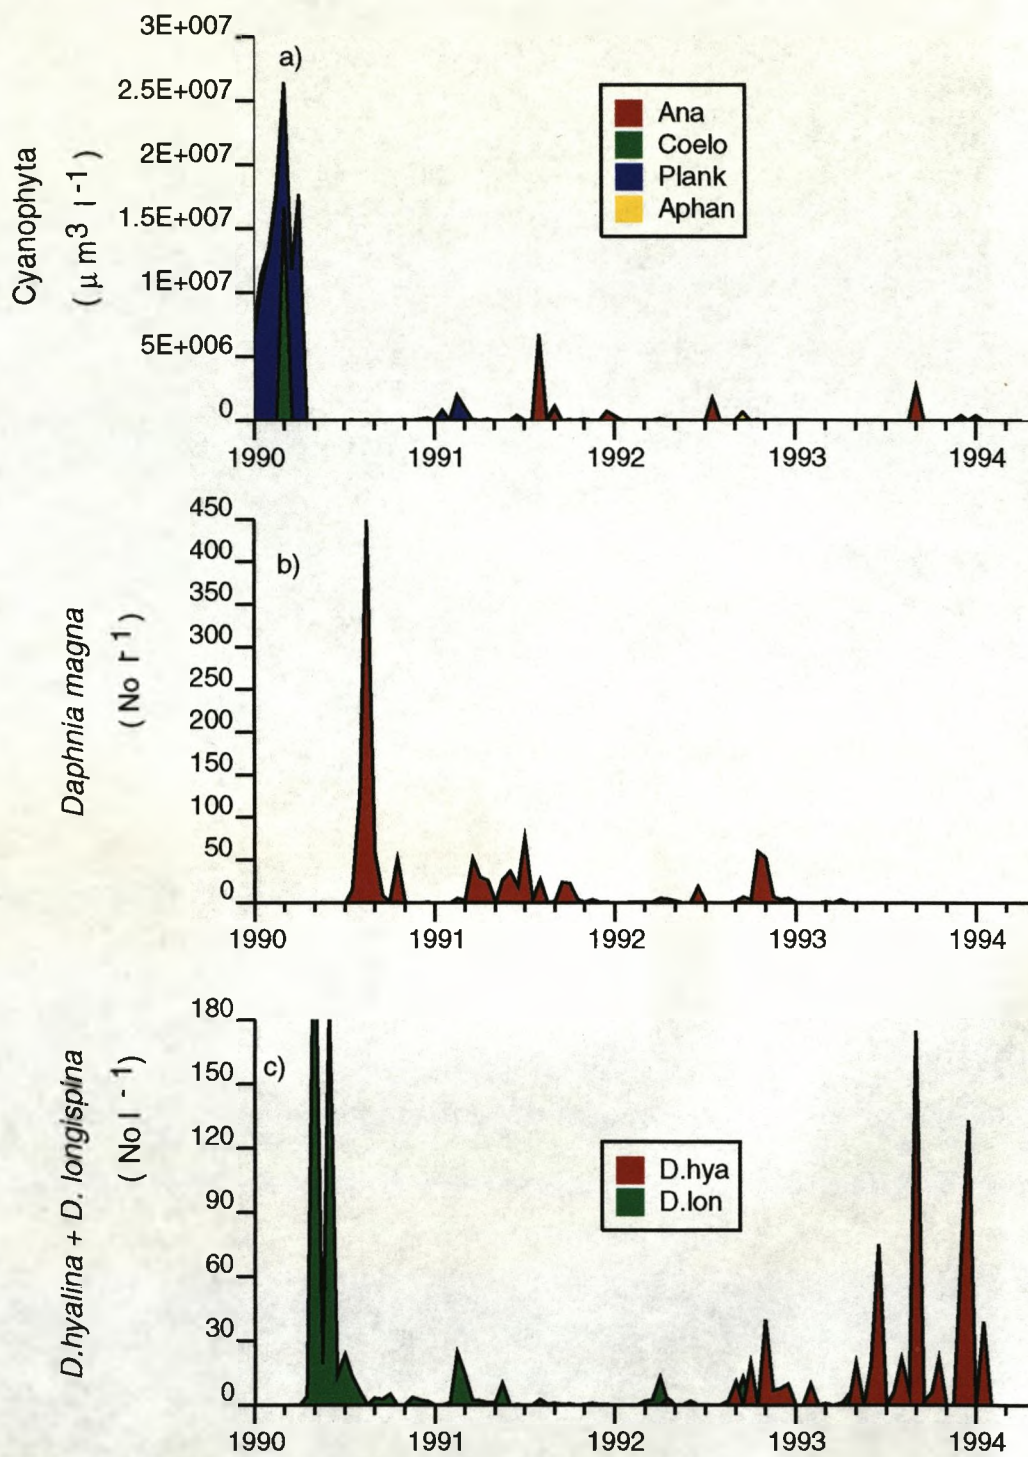 3E+007
a)
2.5E+007
2E+007
1.5E+007
1E+007
5E+006
0
Cyanophyta
( μ m3 l-1 )
Ana
Coelo
Plank
Aphan
1990 1991 1992 1993 1994
450
400
350
300
250
200
150
100
50
0
b)
Daphnia magna
( No l-1 )
1990 1991 1992 1993 1994
180
150
120
90
60
30
0
c)
D.hyalina + D. longispina
( No l - 1 )
D.hya
D.lon
1990 1991 1992 1993 1994